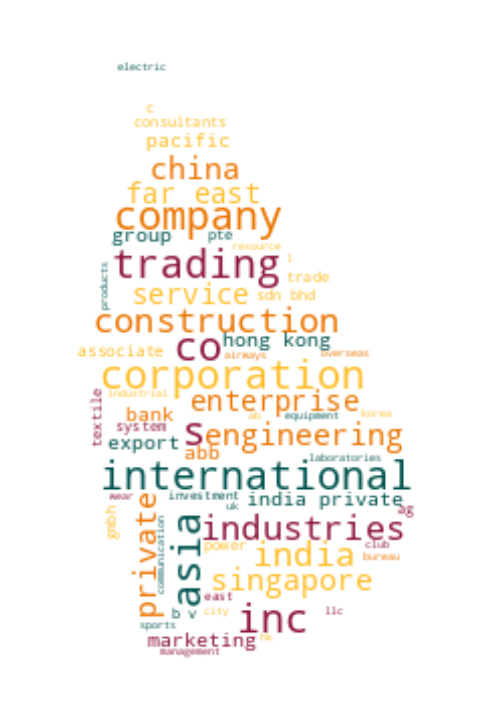 electric
c
consultants
pacific
china
far east
company
group
pte
resource
trading
l
products
trade
service
sdn bhd
construction
co
hong kong
associate
airways
overseas
corporation
industrial
textile
enterprise
bank
ab
equipment
korea
system
s
engineering
export
abb
laboratories
international
wear
investment
india private
uk
ag
gmbh
private
communication
asia
industries
power
india
club
bureau
singapore
east
b v
city
inc
llc
sports
marketing
hk
management